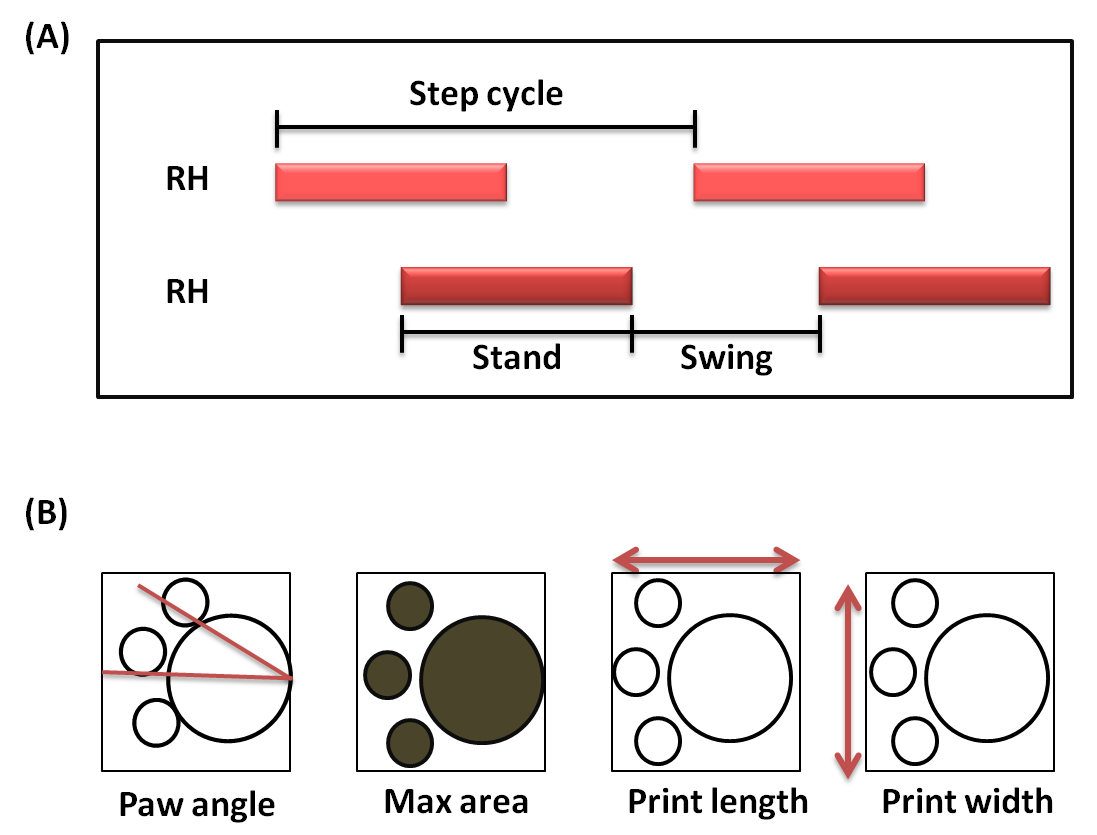 (A)
Step cycle
RH
RH
Stand
Swing
(B)
Paw angle
Max area
Print length
Print width